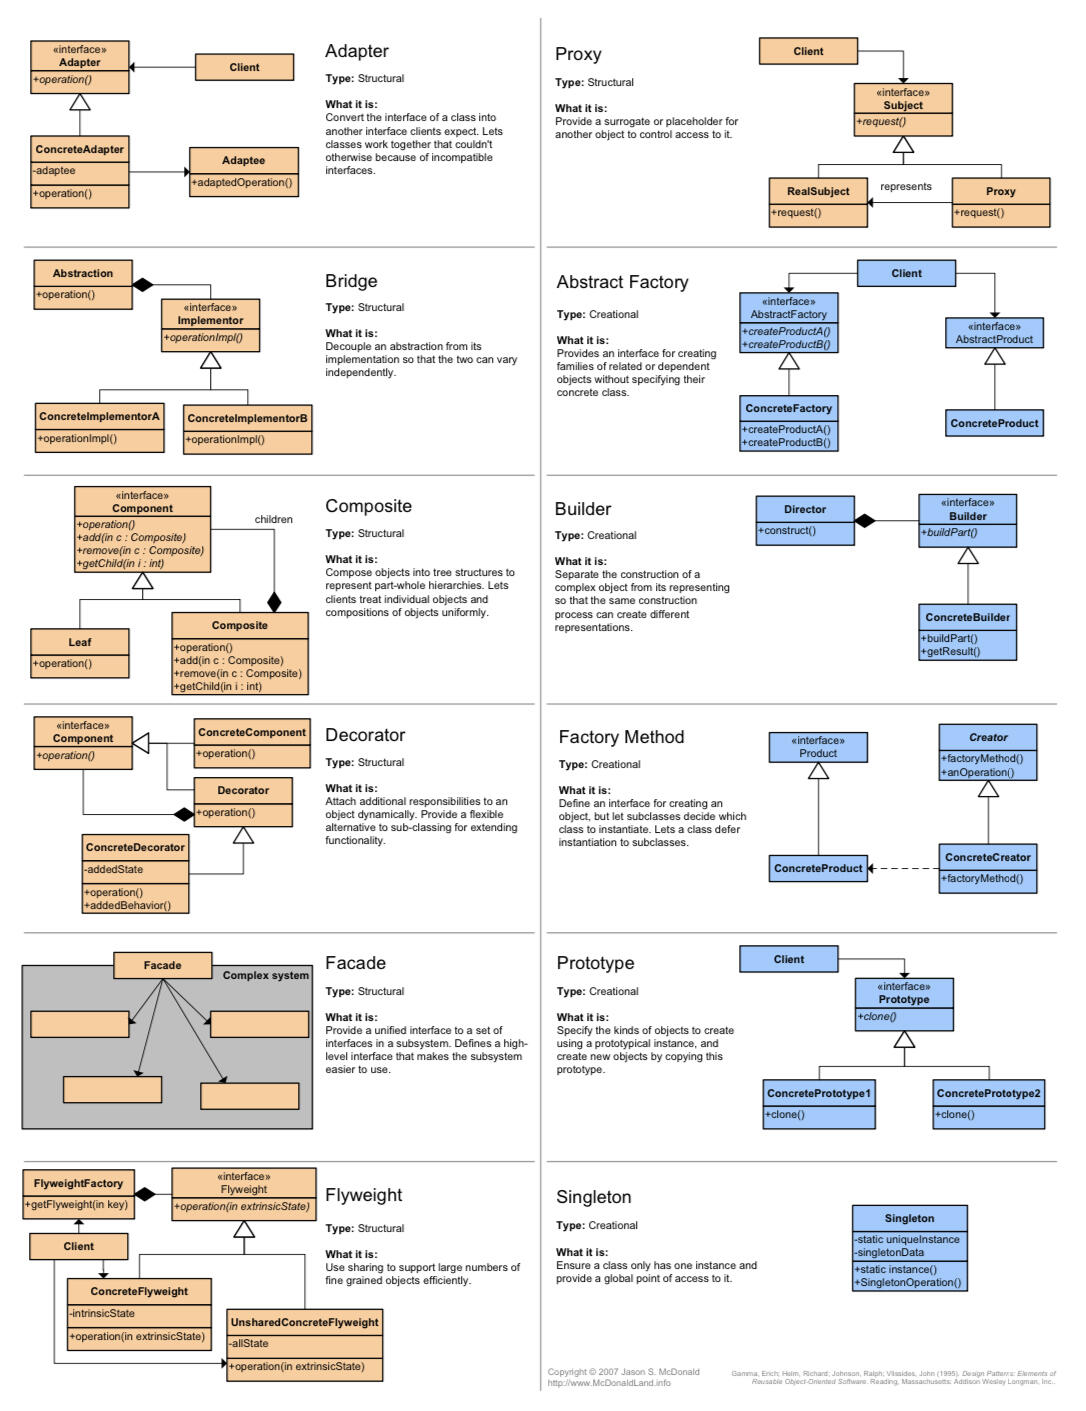 «interface»
Adapter
+operation()
Client
ConcreteAdapter
-adaptee
+operation()
Adaptee
+adaptedOperation()
Adapter
Type: Structural
What it is:
Convert the interface of a class into
another interface clients expect. Lets
classes work together that couldn't
otherwise because of incompatible
interfaces.
Abstraction
+operation()
«interface»
Implementor
+operationImpl()
ConcreteImplementorA
+operationImpl()
ConcreteImplementorB
+operationImpl()
Bridge
Type: Structural
What it is:
Decouple an abstraction from its
implementation so that the two can vary
independently.
«interface»
Component
+operation()
+add(in c : Composite)
+remove(in c : Composite)
+getChild(in i : int)
children
Leaf
+operation()
Composite
+operation()
+add(in c : Composite)
+remove(in c : Composite)
+getChild(in i : int)
Composite
Type: Structural
What it is:
Compose objects into tree structures to
represent part-whole hierarchies. Lets
clients treat individual objects and
compositions of objects uniformly.
«interface»
Component
+operation()
ConcreteComponent
+operation()
Decorator
+operation()
ConcreteDecorator
-addedState
+operation()
+addedBehavior()
Decorator
Type: Structural
What it is:
Attach additional responsibilities to an
object dynamically. Provide a flexible
alternative to sub-classing for extending
functionality.
Facade
Complex system
Facade
Type: Structural
What it is:
Provide a unified interface to a set of
interfaces in a subsystem. Defines a high-
level interface that makes the subsystem
easier to use.
FlyweightFactory
+getFlyweight(in key)
«interface»
Flyweight
+operation(in extrinsicState)
Client
ConcreteFlyweight
-intrinsicState
+operation(in extrinsicState)
UnsharedConcreteFlyweight
-allState
+operation(in extrinsicState)
Flyweight
Type: Structural
What it is:
Use sharing to support large numbers of
fine grained objects efficiently.
Proxy
Type: Structural
What it is:
Provide a surrogate or placeholder for
another object to control access to it.
Client
«interface»
Subject
+request()
RealSubject
+request()
represents
Proxy
+request()
Abstract Factory
Type: Creational
What it is:
Provides an interface for creating
families of related or dependent
objects without specifying their
concrete class.
Client
«interface»
AbstractFactory
+createProductA()
+createProductB()
«interface»
AbstractProduct
ConcreteFactory
+createProductA()
+createProductB()
ConcreteProduct
Builder
Type: Creational
What it is:
Separate the construction of a
complex object from its representing
so that the same construction
process can create different
representations.
Director
+construct()
«interface»
Builder
+buildPart()
ConcreteBuilder
+buildPart()
+getResult()
Factory Method
Type: Creational
What it is:
Define an interface for creating an
object, but let subclasses decide which
class to instantiate. Lets a class defer
instantiation to subclasses.
«interface»
Product
Creator
+factoryMethod()
+anOperation()
ConcreteProduct
ConcreteCreator
+factoryMethod()
Prototype
Type: Creational
What it is:
Specify the kinds of objects to create
using a prototypical instance, and
create new objects by copying this
prototype.
Client
«interface»
Prototype
+clone()
ConcretePrototype1
+clone()
ConcretePrototype2
+clone()
Singleton
Type: Creational
What it is:
Ensure a class only has one instance and
provide a global point of access to it.
Singleton
-static uniqueInstance
-singletonData
+static instance()
+SingletonOperation()
Copyright © 2007 Jason S. McDonald
http://www.McDonaldLand.info
Gamma, Erich; Helm, Richard; Johnson, Ralph; Vlissides, John (1995). Design Patterns: Elements of
Reusable Object-Oriented Software. Reading, Massachusetts: Addison Wesley Longman, Inc..